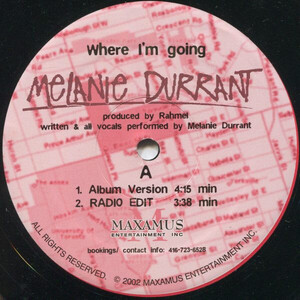 Where I'm going
MELANIE DURRANT
produced by Rahmel
written & all vocals performed by Melanie Durrant
A
1. Album Version 4:15 min
2. RADIO EDIT 3:38 min
MAXAMUS
ENTERTAINMENT INC
bookings/ contact info: 416-723-6528
ALL RIGHTS RESERVED. © 2002 MAXAMUS ENTERTAINMENT INC.